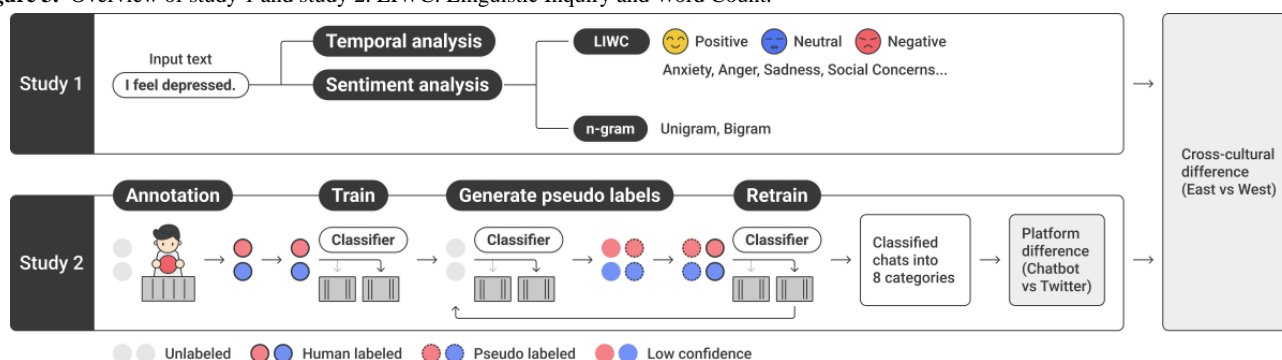 Overview of study 1 and study 2. LIWC: Linguistic Inquiry and Word Count.
Study 1
Input text
I feel depressed.
Temporal analysis
Sentiment analysis
LIWC
Positive
Neutral
Negative
Anxiety, Anger, Sadness, Social Concerns...
n-gram
Unigram, Bigram
Study 2
Annotation
Train
Classifier
Generate pseudo labels
Classifier
Retrain
Classifier
Classified
chats into
8 categories
Platform
difference
(Chatbot
vs Twitter)
Cross-cultural
difference
(East vs West)
Unlabeled
Human labeled
Pseudo labeled
Low confidence